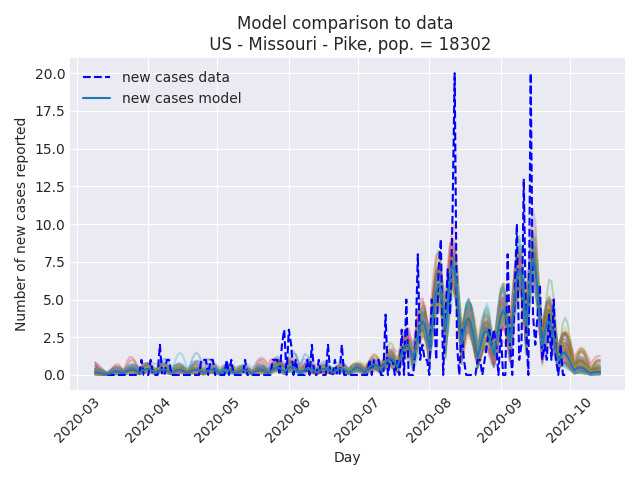 Model comparison to data
US - Missouri - Pike, pop. = 18302
new cases data
new cases model
20.0
17.5
15.0
12.5
10.0
7.5
5.0
2.5
0.0
Number of new cases reported
2020-03
2020-04
2020-05
2020-06
2020-07
2020-08
2020-09
2020-10
Day